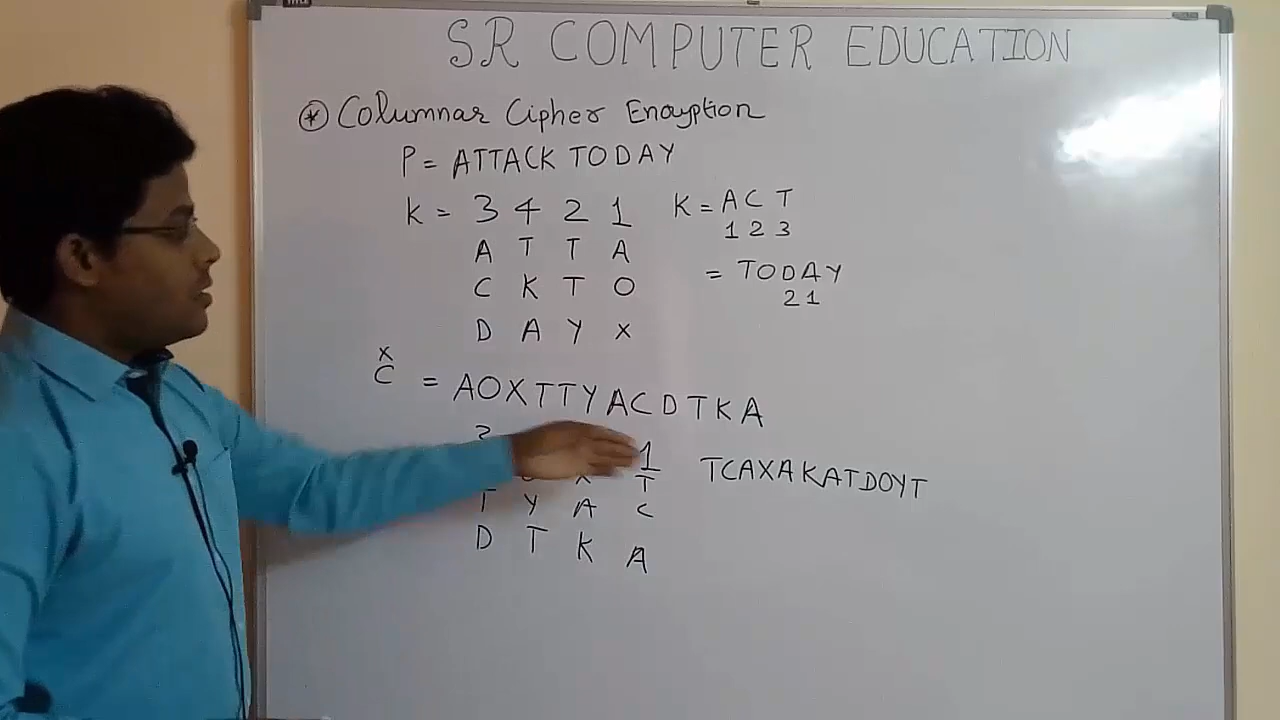 SR COMPUTER EDUCATION
* Columnar Cipher Encryption
P = ATTACK TODAY
K = 3 4 2 1 K = A C T
1 2 3
A T T A
= TODAY
2 1
C K T O
D A Y X
X
C = AOXTTYACDTKA
1
T
TCAXAKATDOYT
T Y A C
D T K A